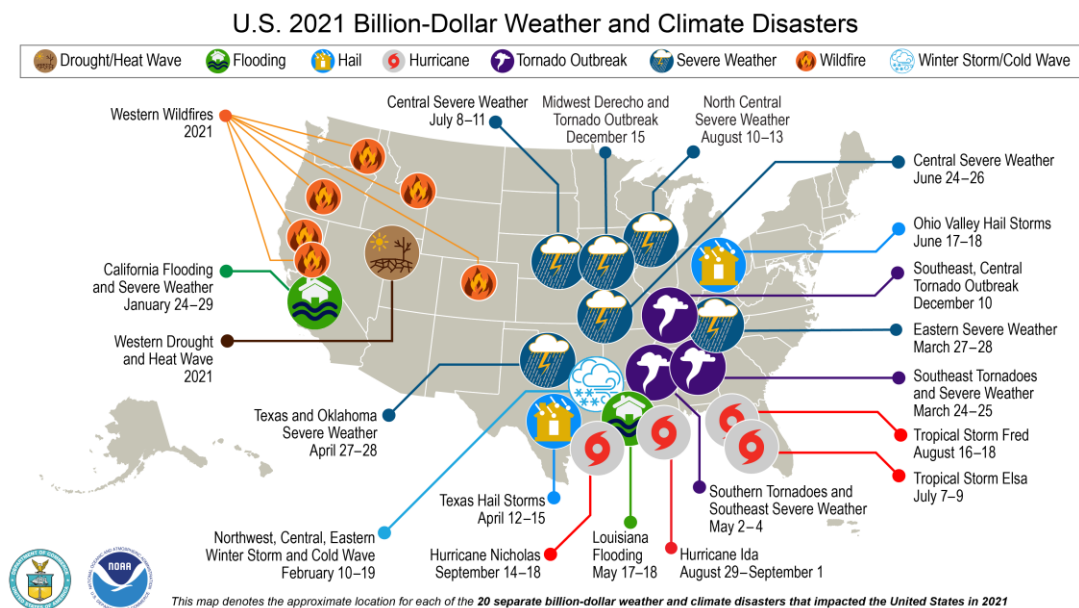 U.S. 2021 Billion-Dollar Weather and Climate Disasters
Drought/Heat Wave
Flooding
Hail
Hurricane
Tornado Outbreak
Severe Weather
Wildfire
Winter Storm/Cold Wave
Western Wildfires
2021
Central Severe Weather
July 8–11
Midwest Derecho and
Tornado Outbreak
December 15
North Central
Severe Weather
August 10–13
Central Severe Weather
June 24–26
Ohio Valley Hail Storms
June 17–18
California Flooding
and Severe Weather
January 24–29
Southeast, Central
Tornado Outbreak
December 10
Eastern Severe Weather
March 27–28
Western Drought
and Heat Wave
2021
Southeast Tornadoes
and Severe Weather
March 24–25
Texas and Oklahoma
Severe Weather
April 27–28
Tropical Storm Fred
August 16–18
Tropical Storm Elsa
July 7–9
Texas Hail Storms
April 12–15
Southern Tornadoes and
Southeast Severe Weather
May 2–4
Northwest, Central, Eastern
Winter Storm and Cold Wave
February 10–19
Hurricane Nicholas
September 14–18
Louisiana
Flooding
May 17–18
Hurricane Ida
August 29–September 1
NOAA
This map denotes the approximate location for each of the 20 separate billion-dollar weather and climate disasters that impacted the United States in 2021